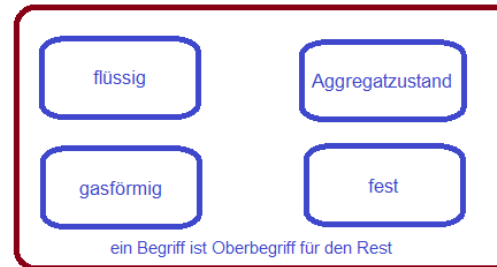 flüssig
Aggregatzustand
gasförmig
fest
ein Begriff ist Oberbegriff für den Rest